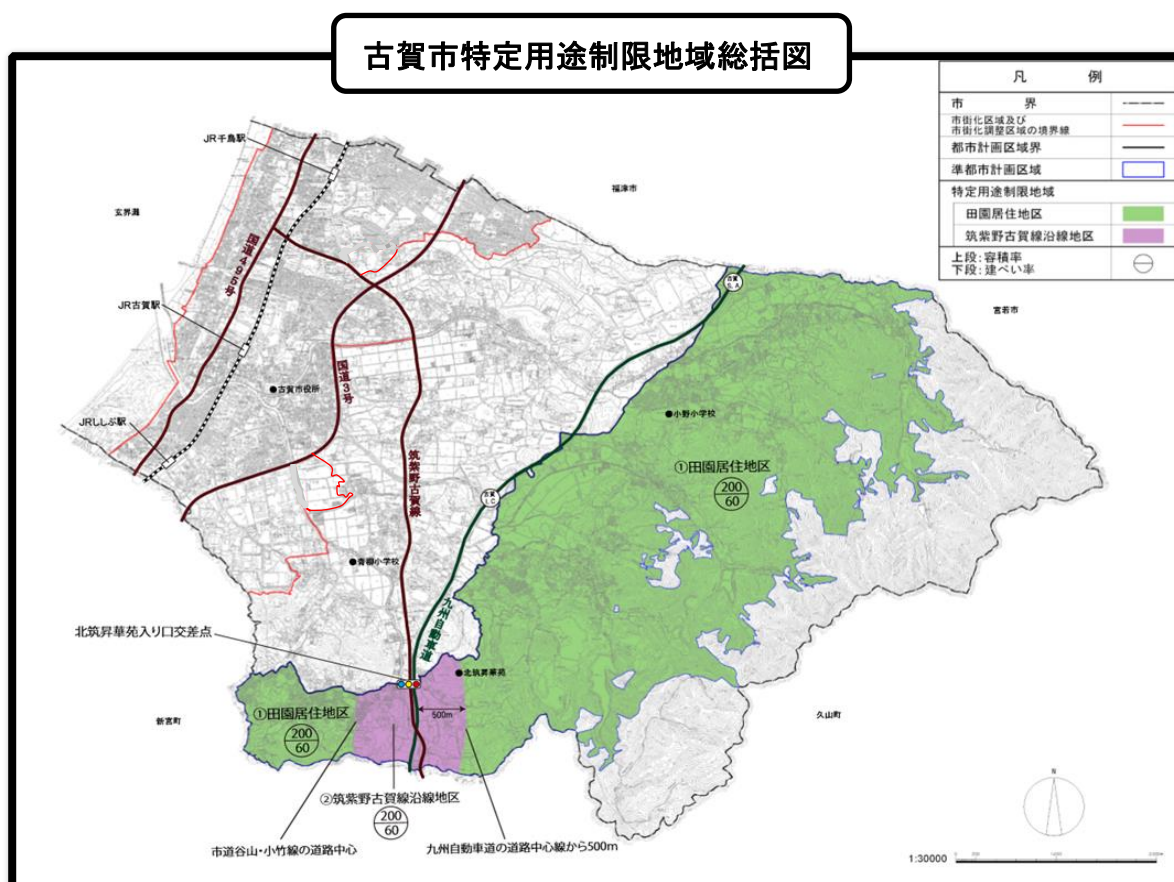 古賀市特定用途制限地域総括図
凡 例
市 界
市街化区域及び
市街化調整区域の境界線
都市計画区域界
準都市計画区域
特定用途制限地域
田園居住地区
筑紫野古賀線沿線地区
上段:容積率
下段:建ぺい率
JR千鳥駅
福津市
玄界灘
国道495号
古賀
S.A
宮若市
JR古賀駅
国道3号
●古賀市役所
●小野小学校
JRししぶ駅
筑紫野古賀線
①田園居住地区
200
60
古賀
I.C
●青柳小学校
九州自動車道
北筑昇華苑入り口交差点
●北筑昇華苑
新宮町
①田園居住地区
200
60
500m
久山町
②筑紫野古賀線沿線地区
200
60
市道谷山・小竹線の道路中心
九州自動車道の道路中心線から500m
N
1:30000